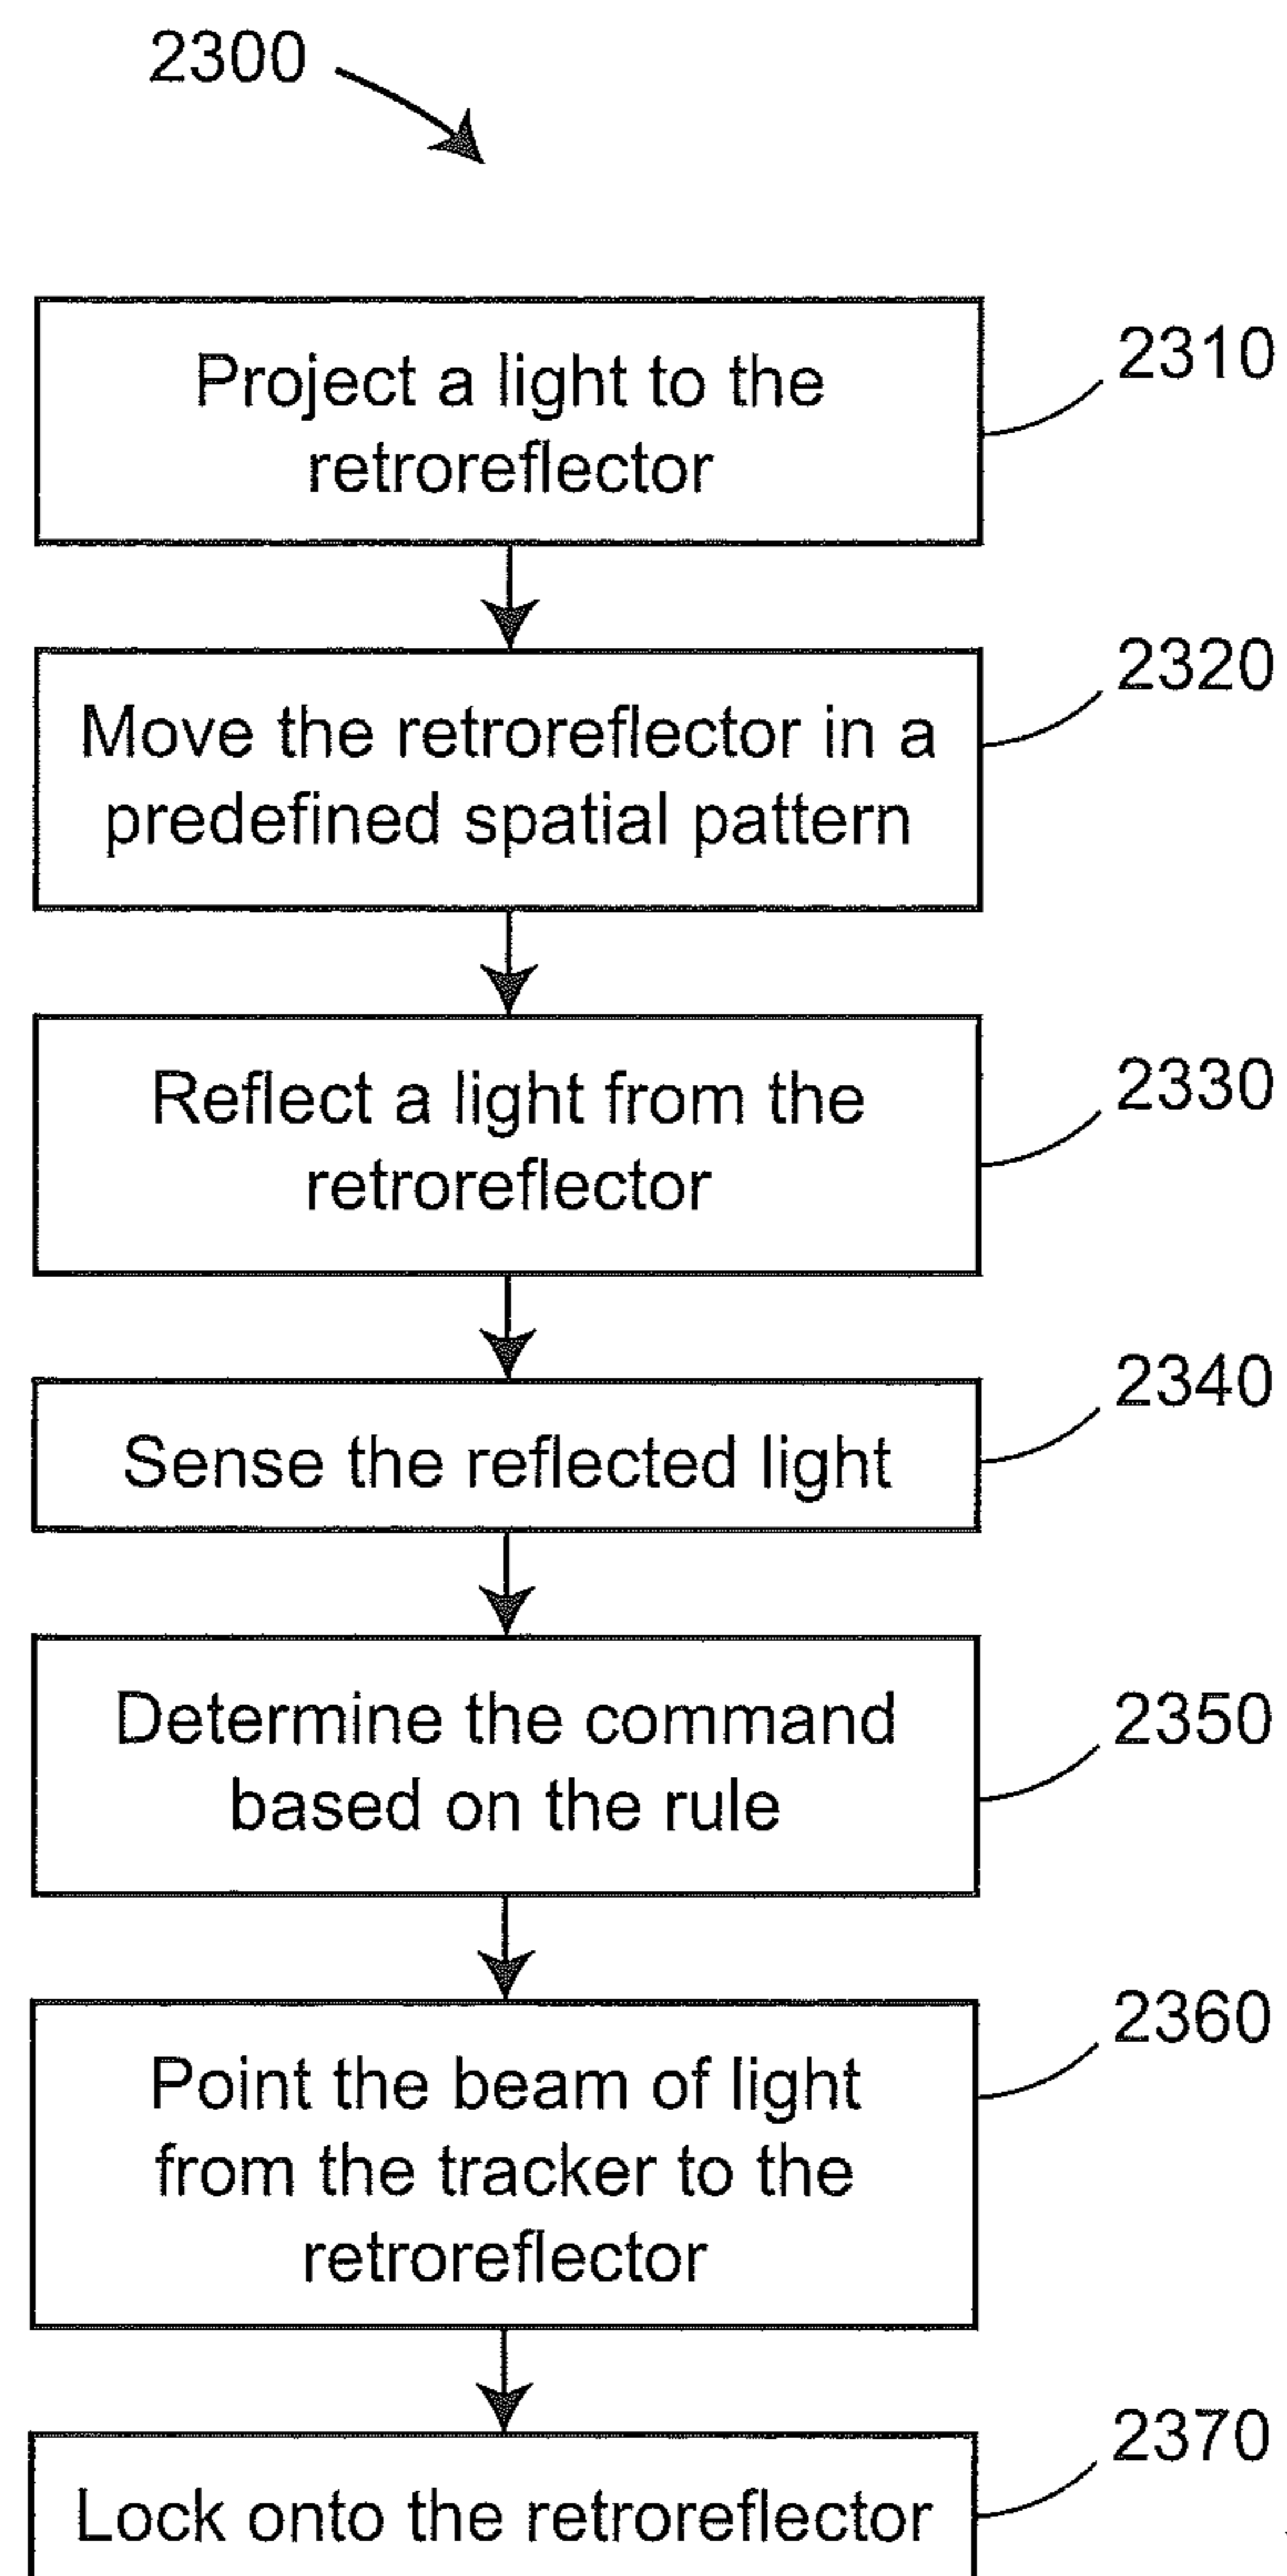 2300
Project a light to the
retroreflector
2310
Move the retroreflector in a
predefined spatial pattern
2320
Reflect a light from the
retroreflector
2330
Sense the reflected light
2340
Determine the command
based on the rule
2350
Point the beam of light
from the tracker to the
retroreflector
2360
Lock onto the retroreflector
2370